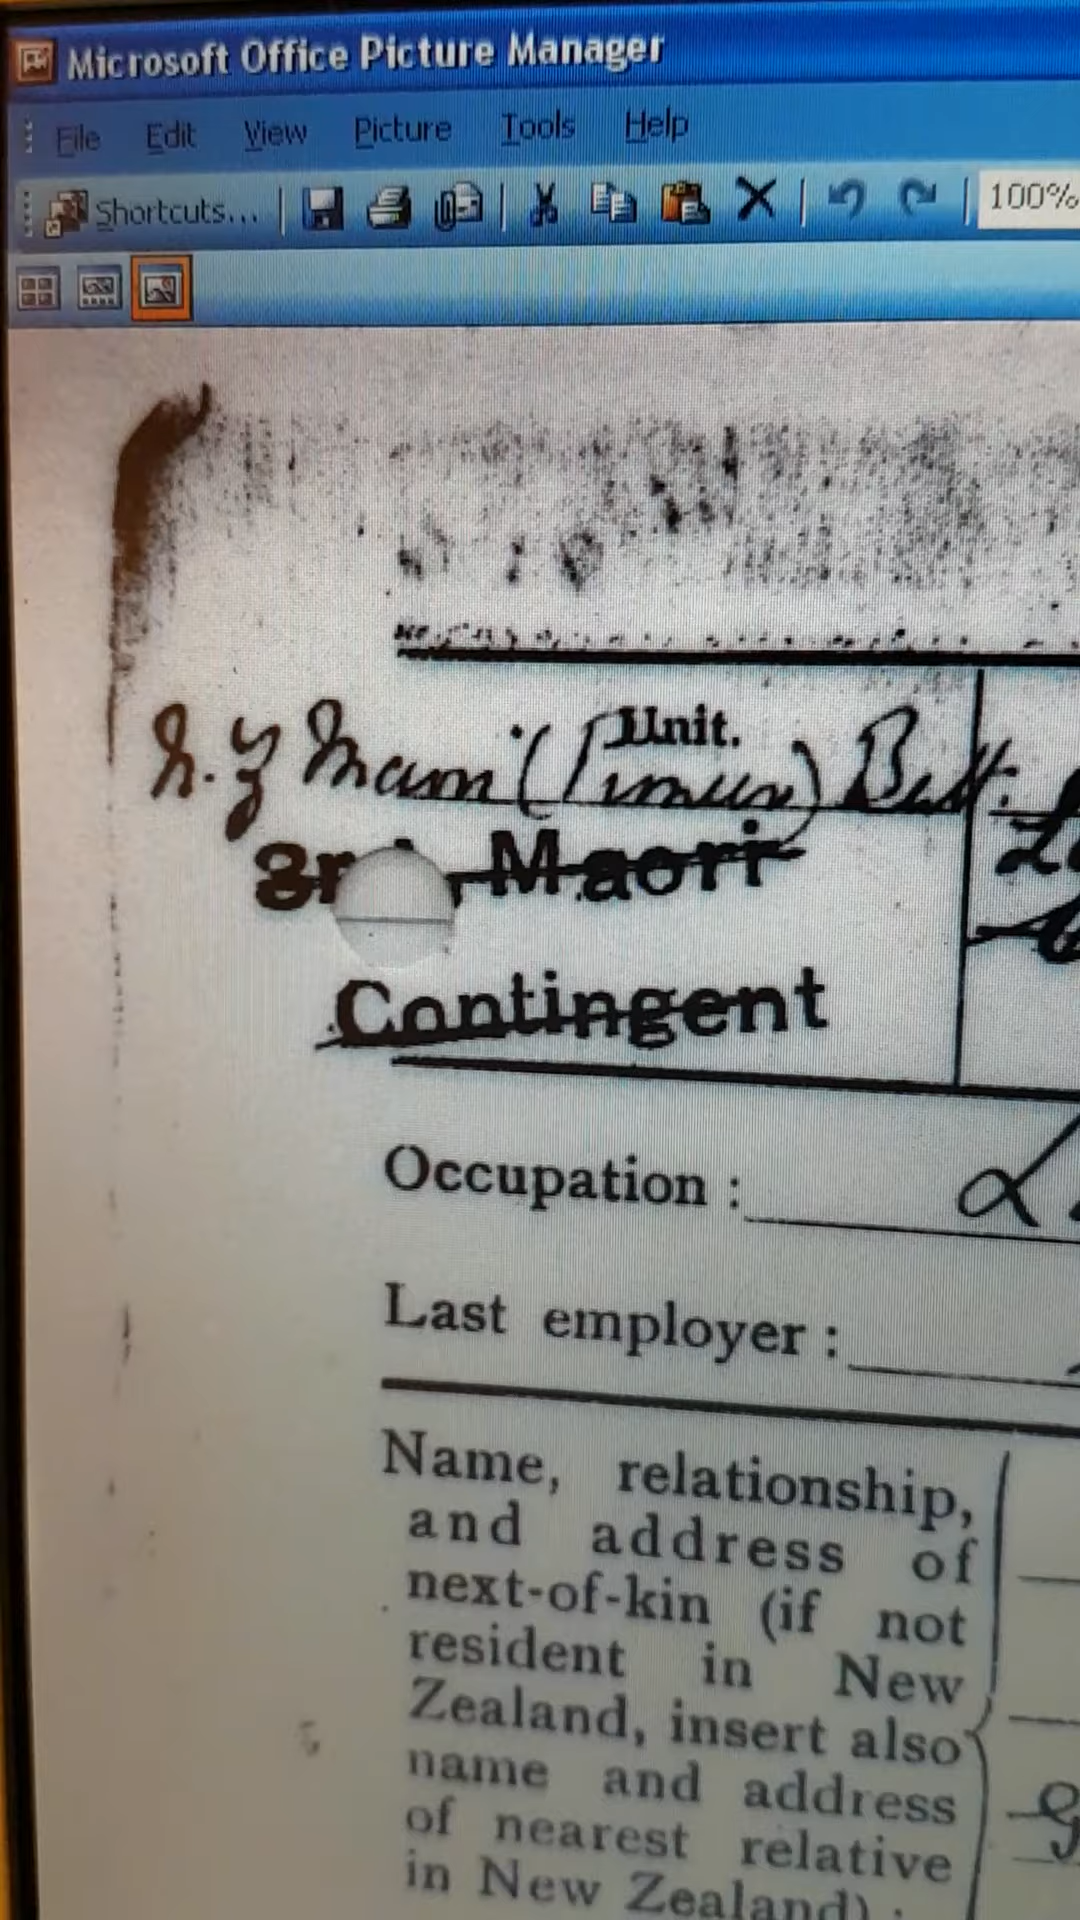 Microsoft Office Picture Manager
File Edit View Picture Tools Help
Shortcuts... 100%
Unit.
N. Z Batt.
3rd Maori
Contingent
Occupation :
Last employer :
Name, relationship,
and address of
next-of-kin (if not
resident in New
Zealand, insert also
name and address
of nearest relative
in New Zealand) :